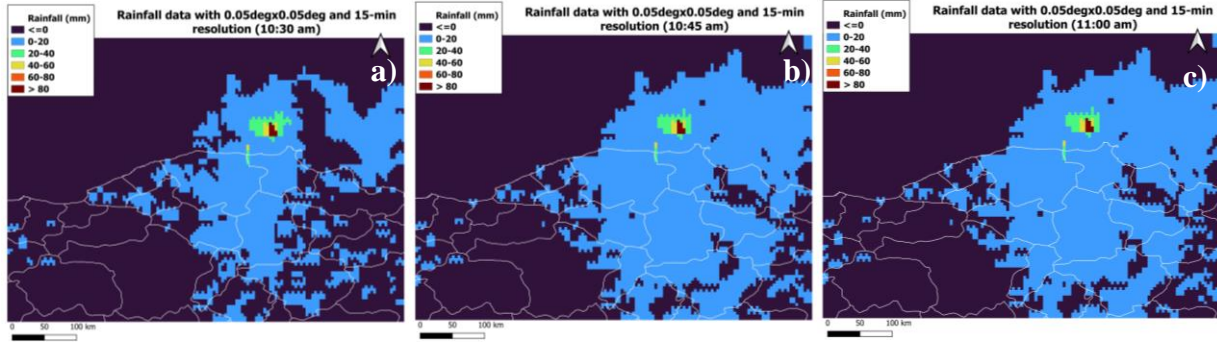 Rainfall (mm)
<=0
0-20
20-40
40-60
60-80
> 80
Rainfall data with 0.05degx0.05deg and 15-min
resolution (10:30 am)
a)
0 50 100 km
Rainfall (mm)
<=0
0-20
20-40
40-60
60-80
> 80
Rainfall data with 0.05degx0.05deg and 15-min
resolution (10:45 am)
b)
0 50 100 km
Rainfall (mm)
<=0
0-20
20-40
40-60
60-80
> 80
Rainfall data with 0.05degx0.05deg and 15-min
resolution (11:00 am)
c)
0 50 100 km